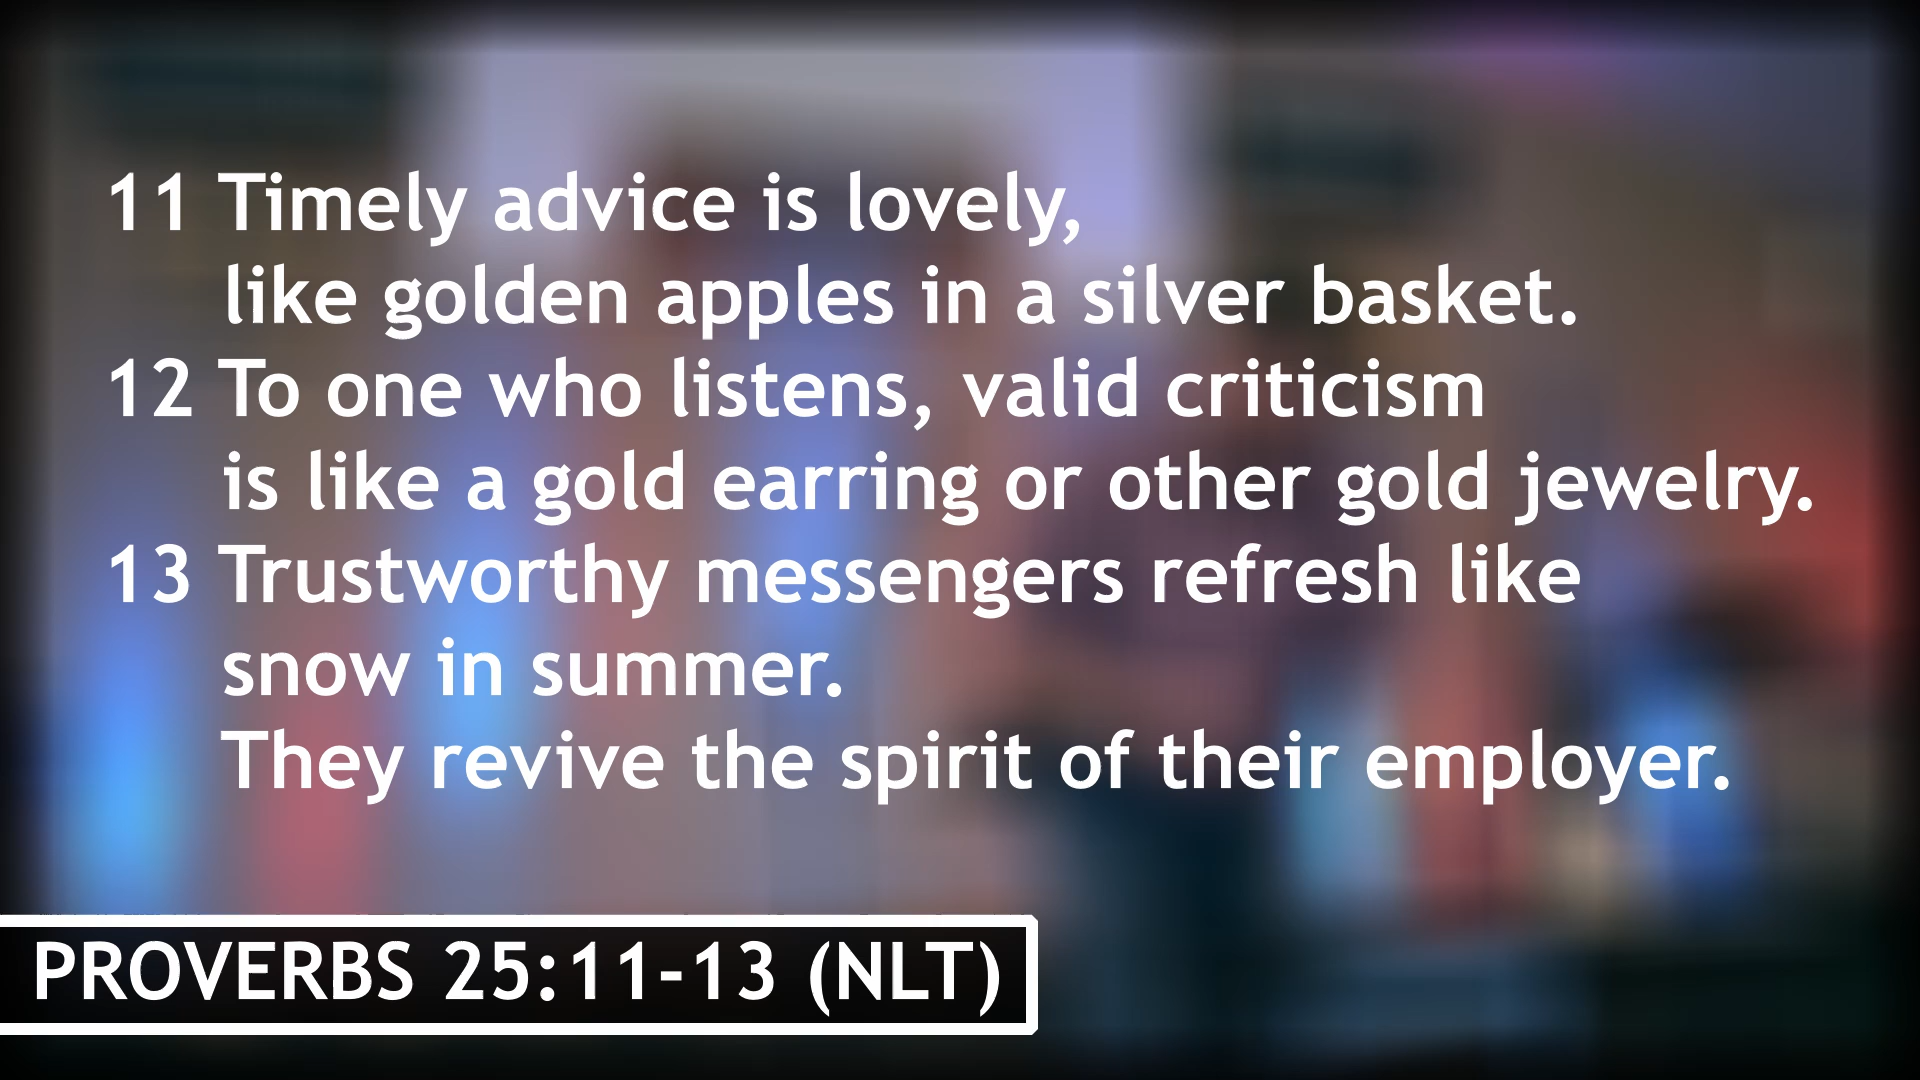 11 Timely advice is lovely,
like golden apples in a silver basket.
12 To one who listens, valid criticism
is like a gold earring or other gold jewelry.
13 Trustworthy messengers refresh like
snow in summer.
They revive the spirit of their employer.
PROVERBS 25:11-13 (NLT)